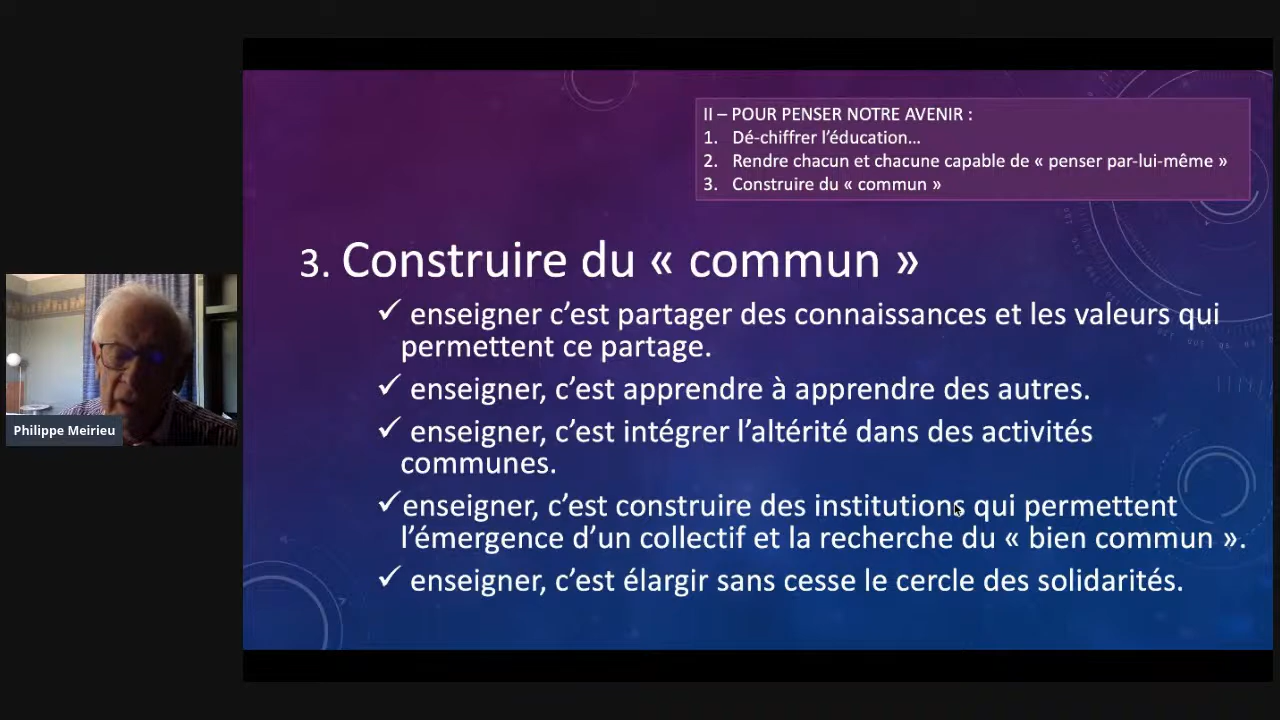 II – POUR PENSER NOTRE AVENIR :
1. Dé-chiffrer l’éducation…
2. Rendre chacun et chacune capable de « penser par-lui-même »
3. Construire du « commun »
3. Construire du « commun »
✓ enseigner c’est partager des connaissances et les valeurs qui
permettent ce partage.
✓ enseigner, c’est apprendre à apprendre des autres.
✓ enseigner, c’est intégrer l’altérité dans des activités
communes.
✓enseigner, c’est construire des institutions qui permettent
l’émergence d’un collectif et la recherche du « bien commun ».
✓ enseigner, c’est élargir sans cesse le cercle des solidarités.
Philippe Meirieu